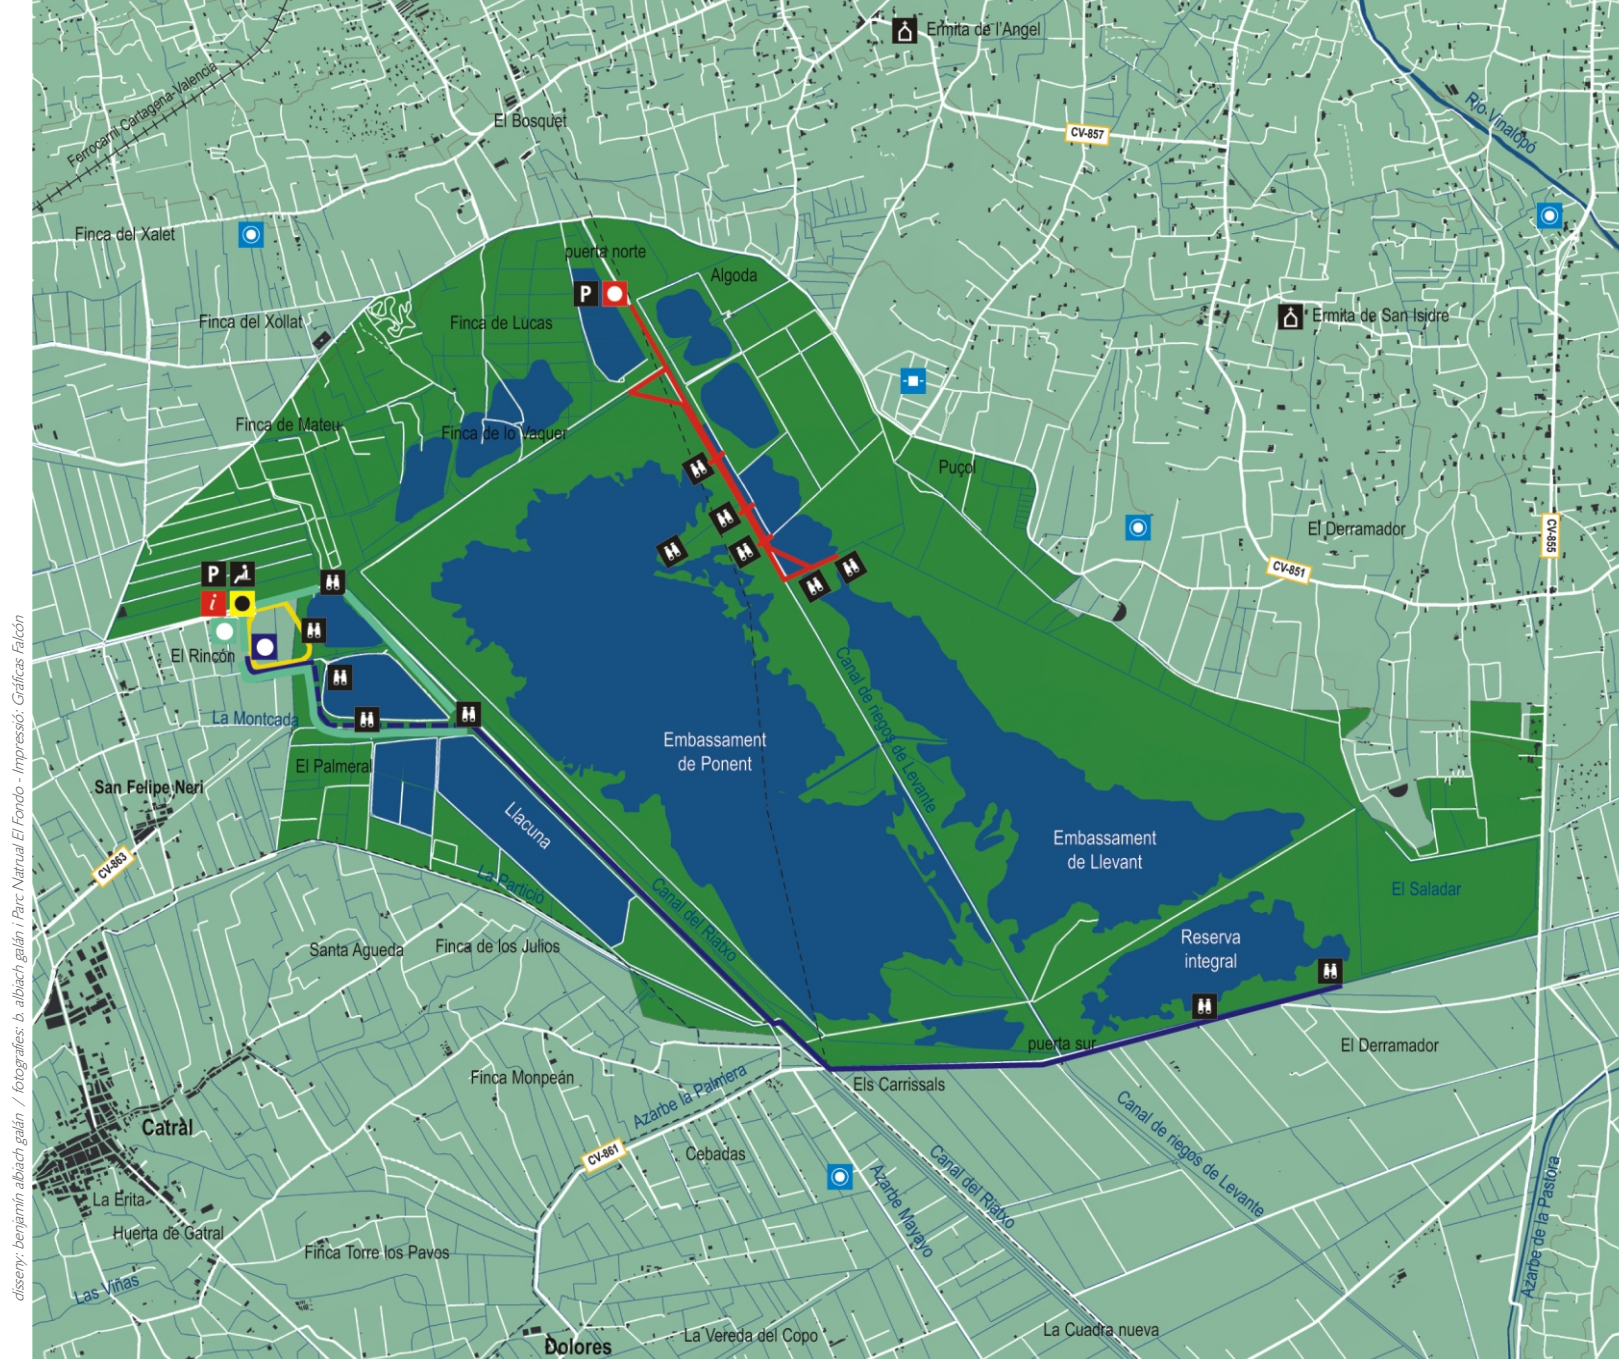 Ermita de l'Angel
Río Vinalopó
Ferrocarril Cartagena-Valencia
El Bosquet
CV-857
Finca del Xalet
puerta norte
Algoda
P
Finca de Lucas
Finca del Xollat
Ermita de San Isidre
Finca de Mateu
Finca de lo Vaquer
Puçol
El Derramador
CV-855
CV-851
P
i
El Rincón
La Montcada
Canal de riegos de Levante
Embassament
de Ponent
El Palmeral
San Felipe Neri
Llacuna
Embassament
de Llevant
CV-863
La Partició
Canal del Riatxo
El Saladar
Santa Agueda
Finca de los Julios
Reserva
integral
puerta sur
El Derramador
Finca Monpeán
Azarbe la Palmera
Els Carrissals
Canal de riegos de Levante
Catràl
CV-861
Cebadas
Canal del Riatxo
Azarbe Mayayo
Azarbe de la Pastora
La Erita
Huerta de Gatral
Finca Torre los Pavos
Las Viñas
La Vereda del Copo
La Cuadra nueva
Dolores
disseny: benjamín albiach galán / fotografies: b. albiach galán i Parc Natrual El Fondo - Impressió: Gráficas Falcón